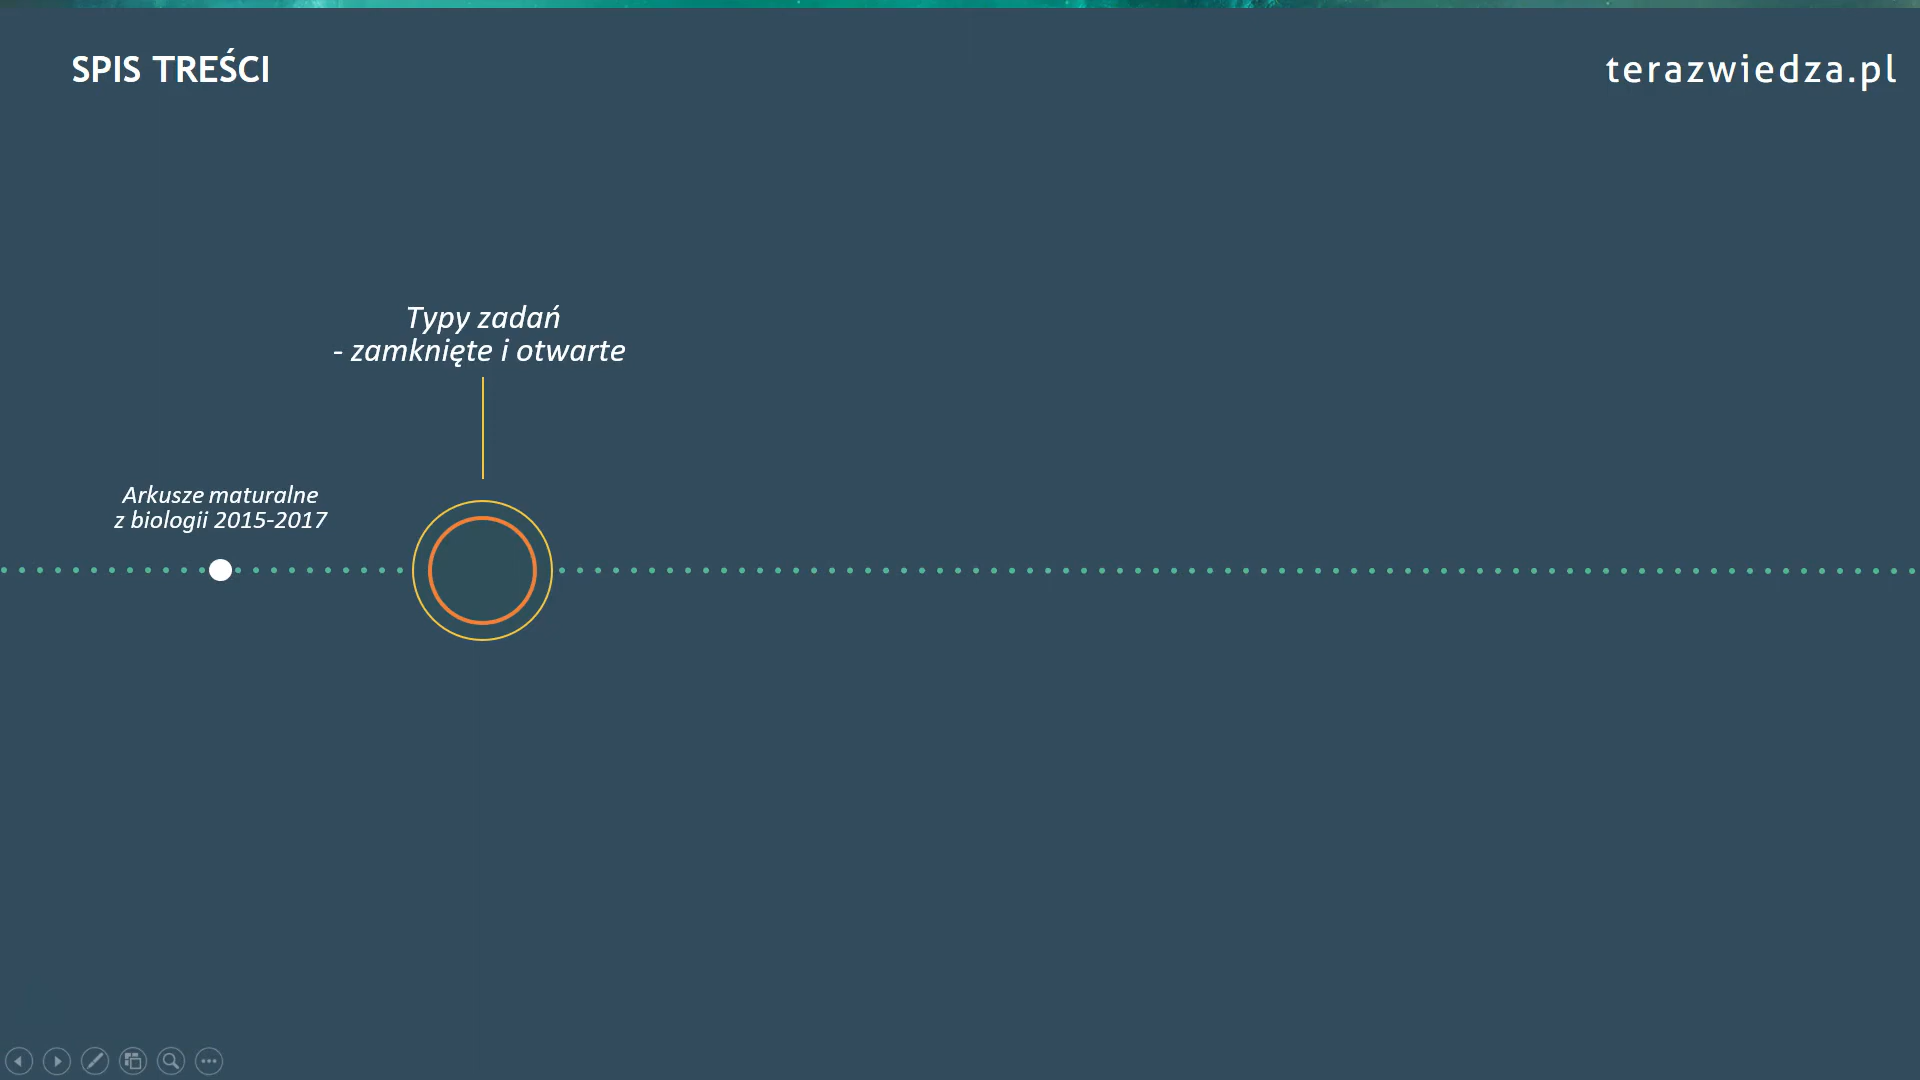 SPIS TREŚCI
terazwiedza.pl
Typy zadań
- zamknięte i otwarte
Arkusze maturalne
z biologii 2015-2017